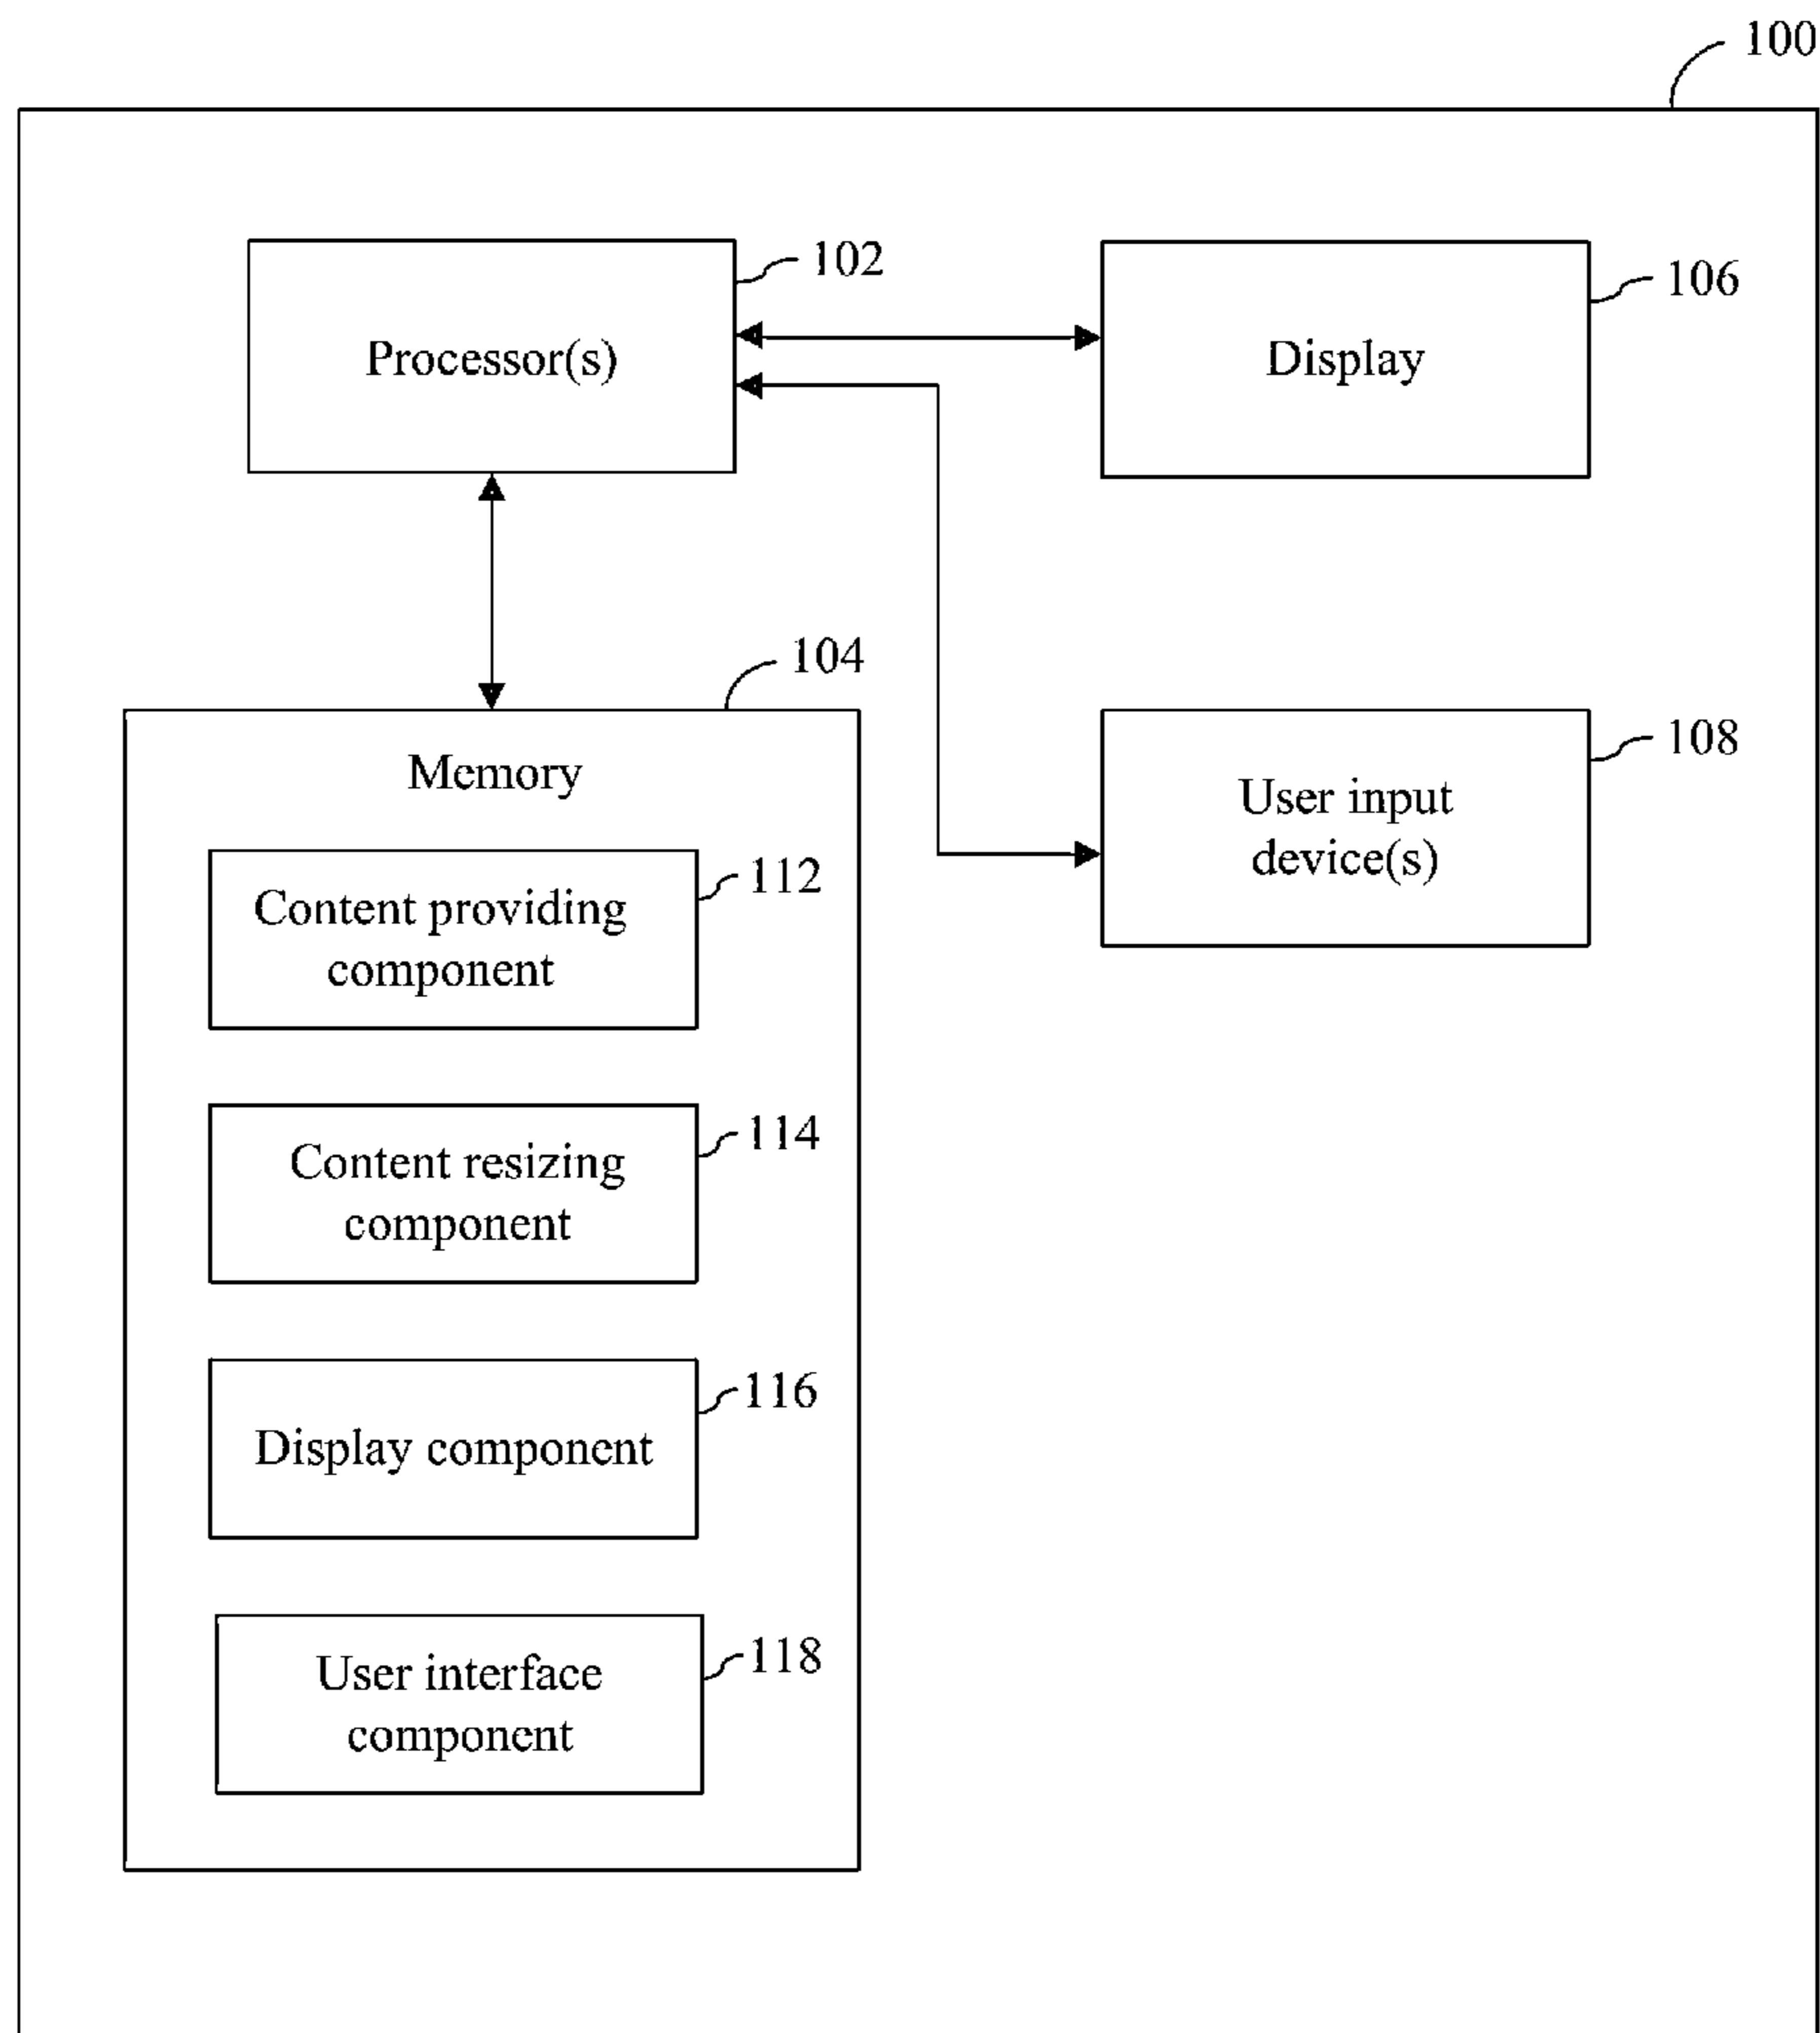 100
102
Processor(s)
106
Display
104
Memory
108
User input
device(s)
112
Content providing
component
114
Content resizing
component
116
Display component
118
User interface
component